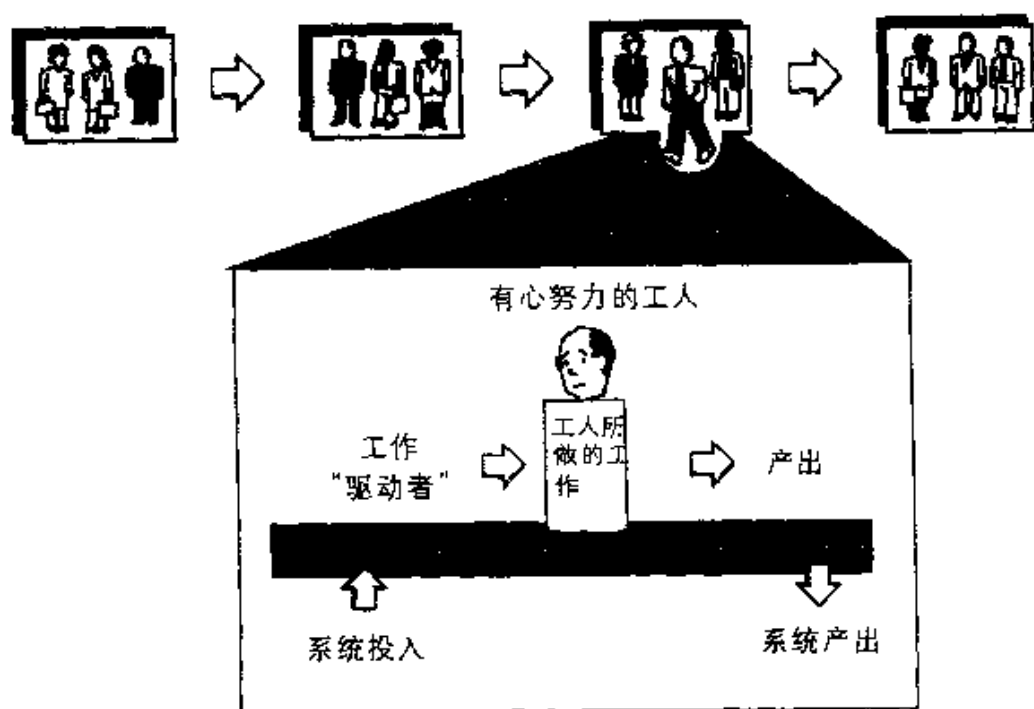 有心努力的工人
工人所
做的工
作
工作
“驱动者”
产出
系统投入
系统产出